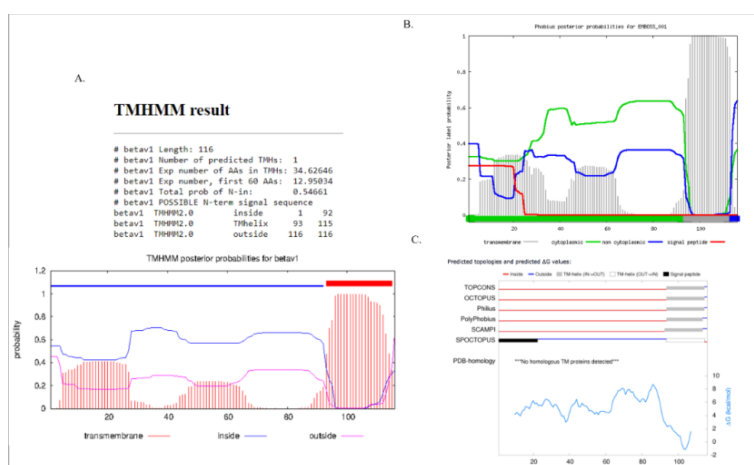 A.
TMHMM result
# betav1 Length: 116
# betav1 Number of predicted TMHs: 1
# betav1 Exp number of AAs in TMHs: 34.62646
# betav1 Exp number, first 60 AAs: 12.95034
# betav1 Total prob of N-in: 0.54661
# betav1 POSSIBLE N-term signal sequence
betav1 TMHMM2.0 inside 1 92
betav1 TMHMM2.0 TMhelix 93 115
betav1 TMHMM2.0 outside 116 116
TMHMM posterior probabilities for betav1
1.2
1
0.8
0.6
0.4
0.2
0
probability
20 40 60 80 100
transmembrane inside outside
B.
Phobius posterior probabilities for EMBOSS_001
1
0.8
0.6
0.4
0.2
0
Posterior label probability
0 20 40 60 80 100
transmembrane cytoplasmic non cytoplasmic signal peptide
C.
Predicted topologies and predicted ΔG values:
Inside Outside TM-helix (IN->OUT) TM-helix (OUT->IN) Signal peptide
TOPCONS
OCTOPUS
Philius
PolyPhobius
SCAMPI
SPOCTOPUS
PDB-homology ***No homologous TM proteins detected***
10
8
6
4
2
0
-2
ΔG (kcal/mol)
20 40 60 80 100